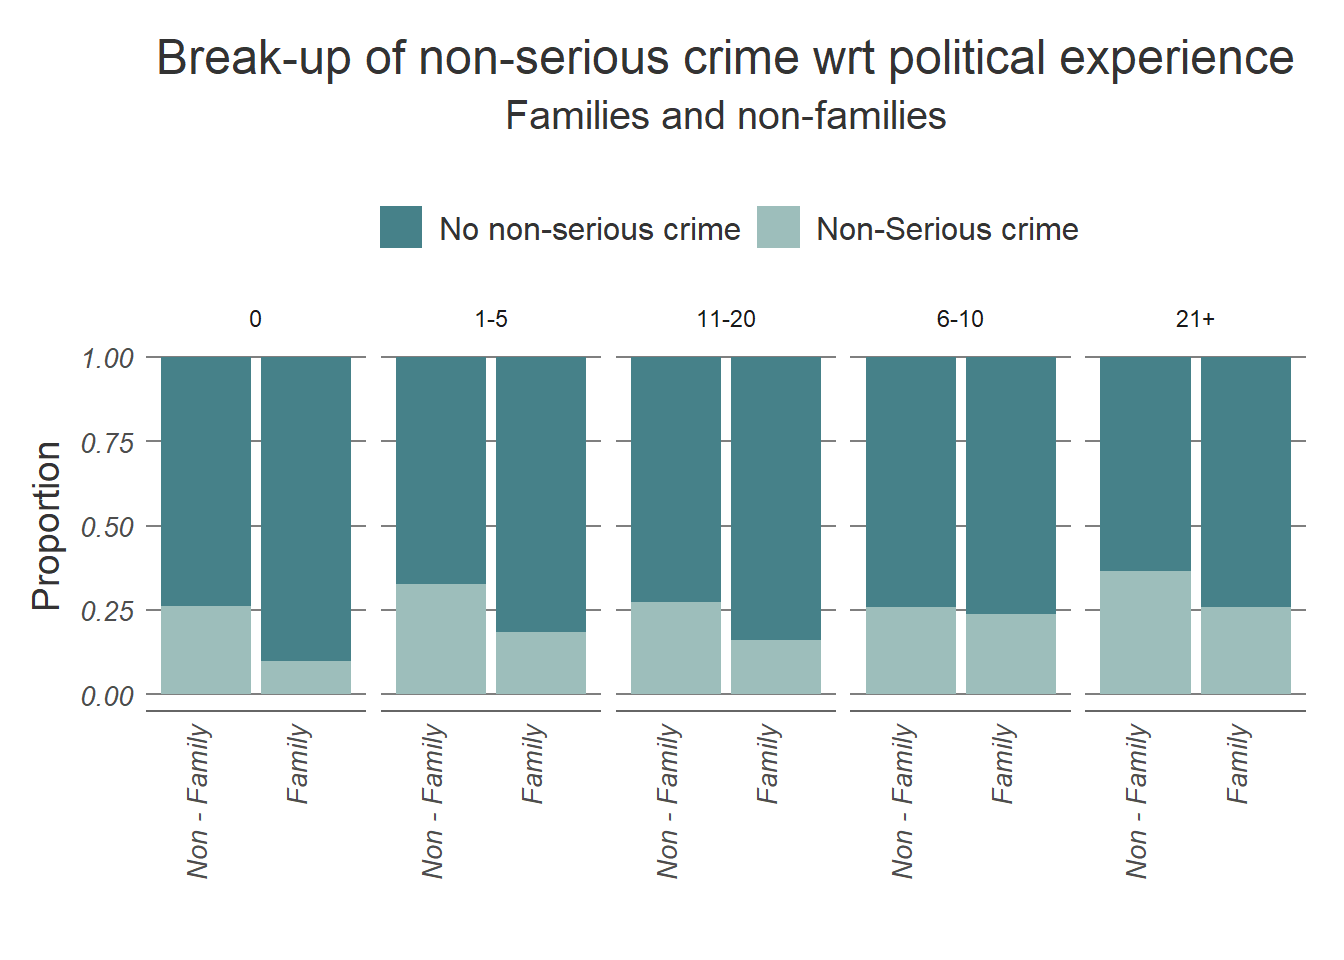 Break-up of non-serious crime wrt political experience
Families and non-families
No non-serious crime Non-Serious crime
0 1-5 11-20 6-10 21+
1.00
0.75
0.50
0.25
0.00
Proportion
Non - Family Family Non - Family Family Non - Family Family Non - Family Family Non - Family Family